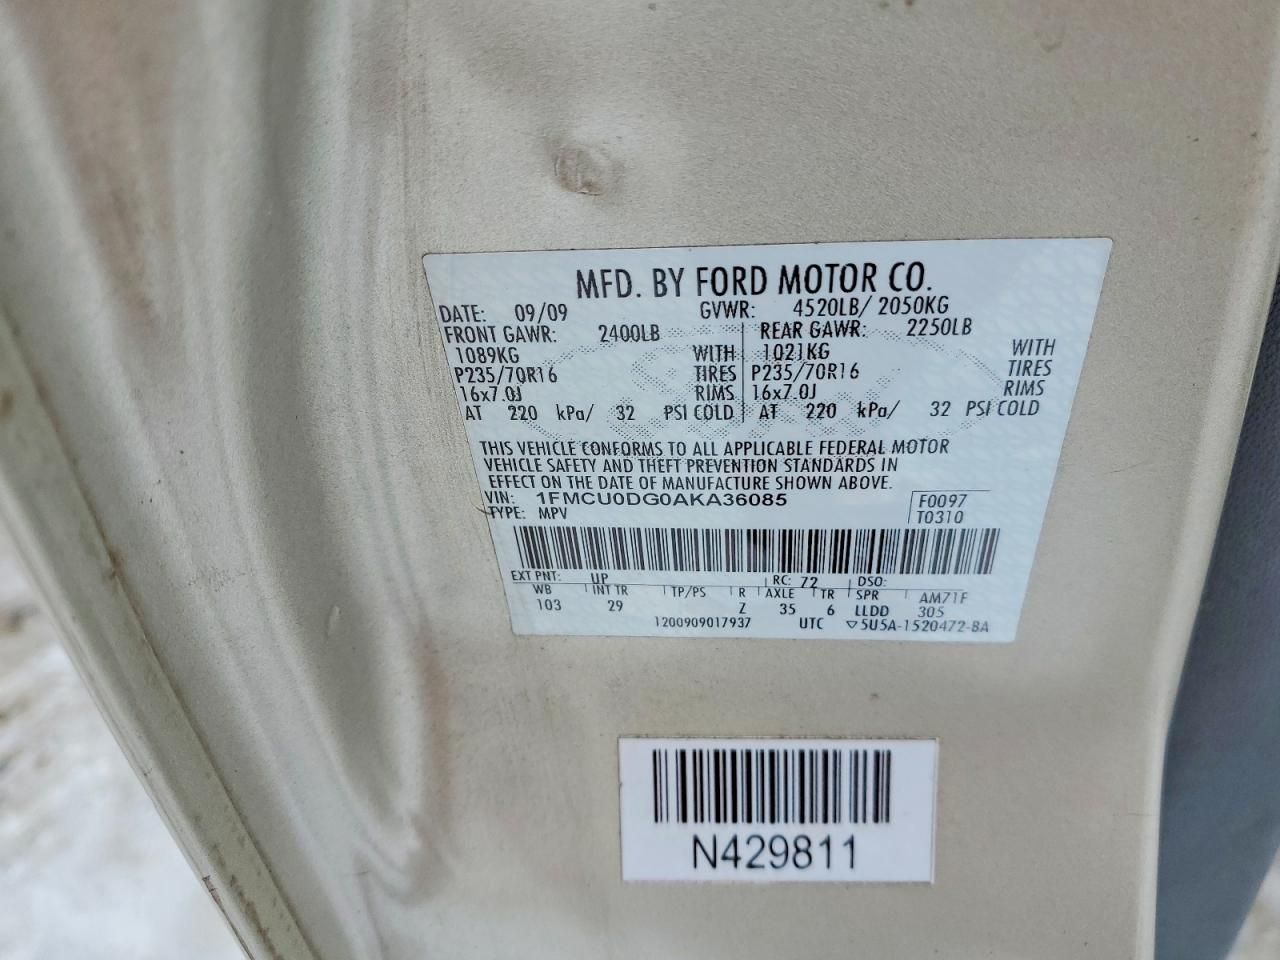 MFD. BY FORD MOTOR CO.
DATE: 09/09 GVWR: 4520LB/ 2050KG
FRONT GAWR: 2400LB REAR GAWR: 2250LB
1089KG WITH 1021KG WITH
P235/70R16 TIRES P235/70R16 TIRES
16x7.0J RIMS 16x7.0J RIMS
AT 220 kPa/ 32 PSI COLD AT 220 kPa/ 32 PSI COLD
THIS VEHICLE CONFORMS TO ALL APPLICABLE FEDERAL MOTOR
VEHICLE SAFETY AND THEFT PREVENTION STANDARDS IN
EFFECT ON THE DATE OF MANUFACTURE SHOWN ABOVE.
VIN: 1FMCU0DG0AKA36085 F0097
TYPE: MPV T0310
EXT PNT: UP RC: 72 DSO:
WB INT TR TP/PS R AXLE TR SPR AM71F
103 29 Z 35 6 LLDD 305
1200909017937 UTC ▽5U5A-1520472-BA
N429811